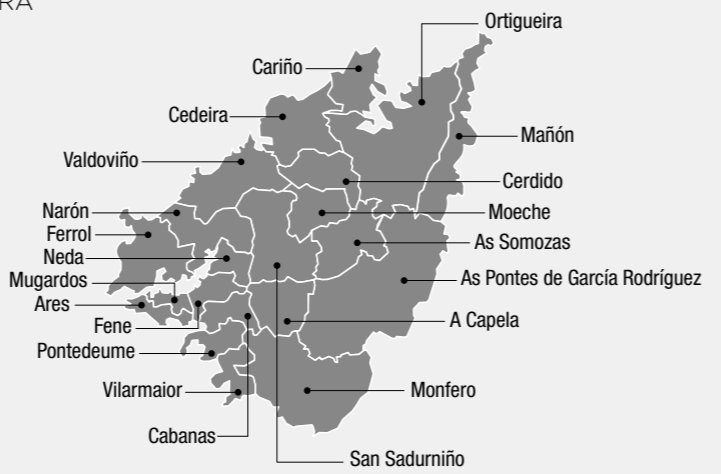 RA
Ortigueira
Cariño
Cedeira
Mañón
Valdoviño
Cerdido
Narón
Moeche
Ferrol
As Somozas
Neda
Mugardos
As Pontes de García Rodríguez
Ares
A Capela
Fene
Pontedeume
Vilarmaior
Monfero
Cabanas
San Sadurniño